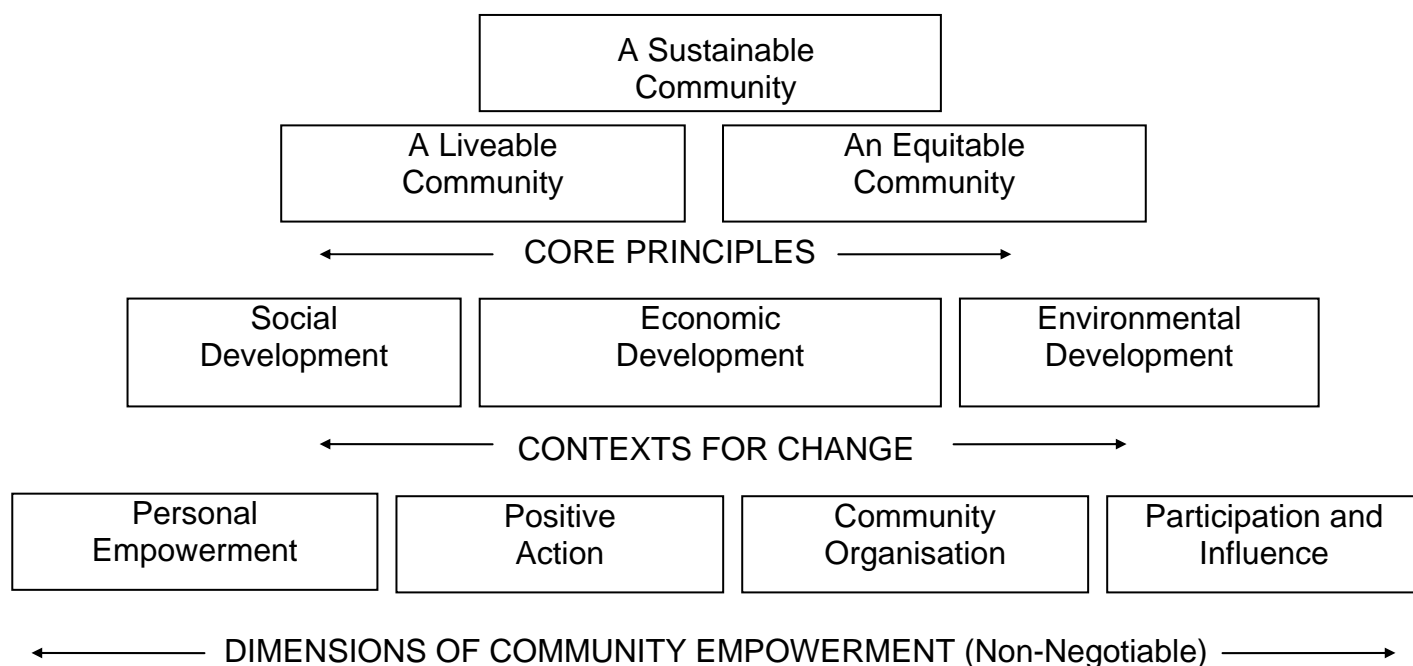 A Sustainable
Community
A Liveable
Community
An Equitable
Community
CORE PRINCIPLES
Social
Development
Economic
Development
Environmental
Development
CONTEXTS FOR CHANGE
Personal
Empowerment
Positive
Action
Community
Organisation
Participation and
Influence
DIMENSIONS OF COMMUNITY EMPOWERMENT (Non-Negotiable)